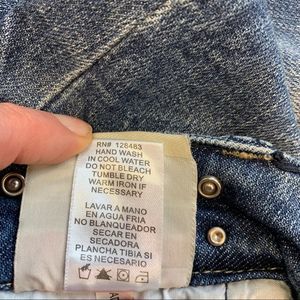 RN# 128483
HAND WASH
IN COOL WATER
DO NOT BLEACH
TUMBLE DRY
WARM IRON IF
NECESSARY
LAVAR A MANO
EN AGUA FRIA
NO BLANQUEADOR
SECAR EN
SECADORA
PLANCHA TIBIA SI
ES NECESARIO